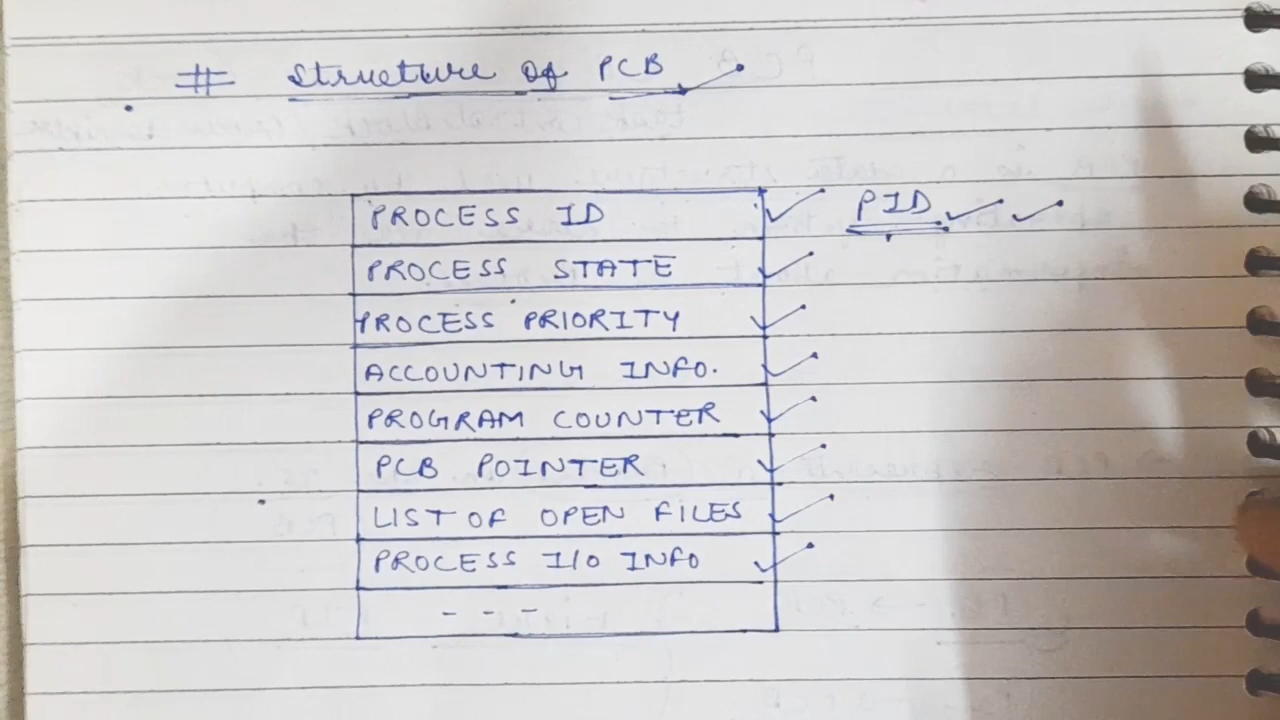 # Structure of PCB
PROCESS ID PID
PROCESS STATE
PROCESS PRIORITY
ACCOUNTING INFO.
PROGRAM COUNTER
PCB POINTER
LIST OF OPEN FILES
PROCESS I/O INFO
- - -